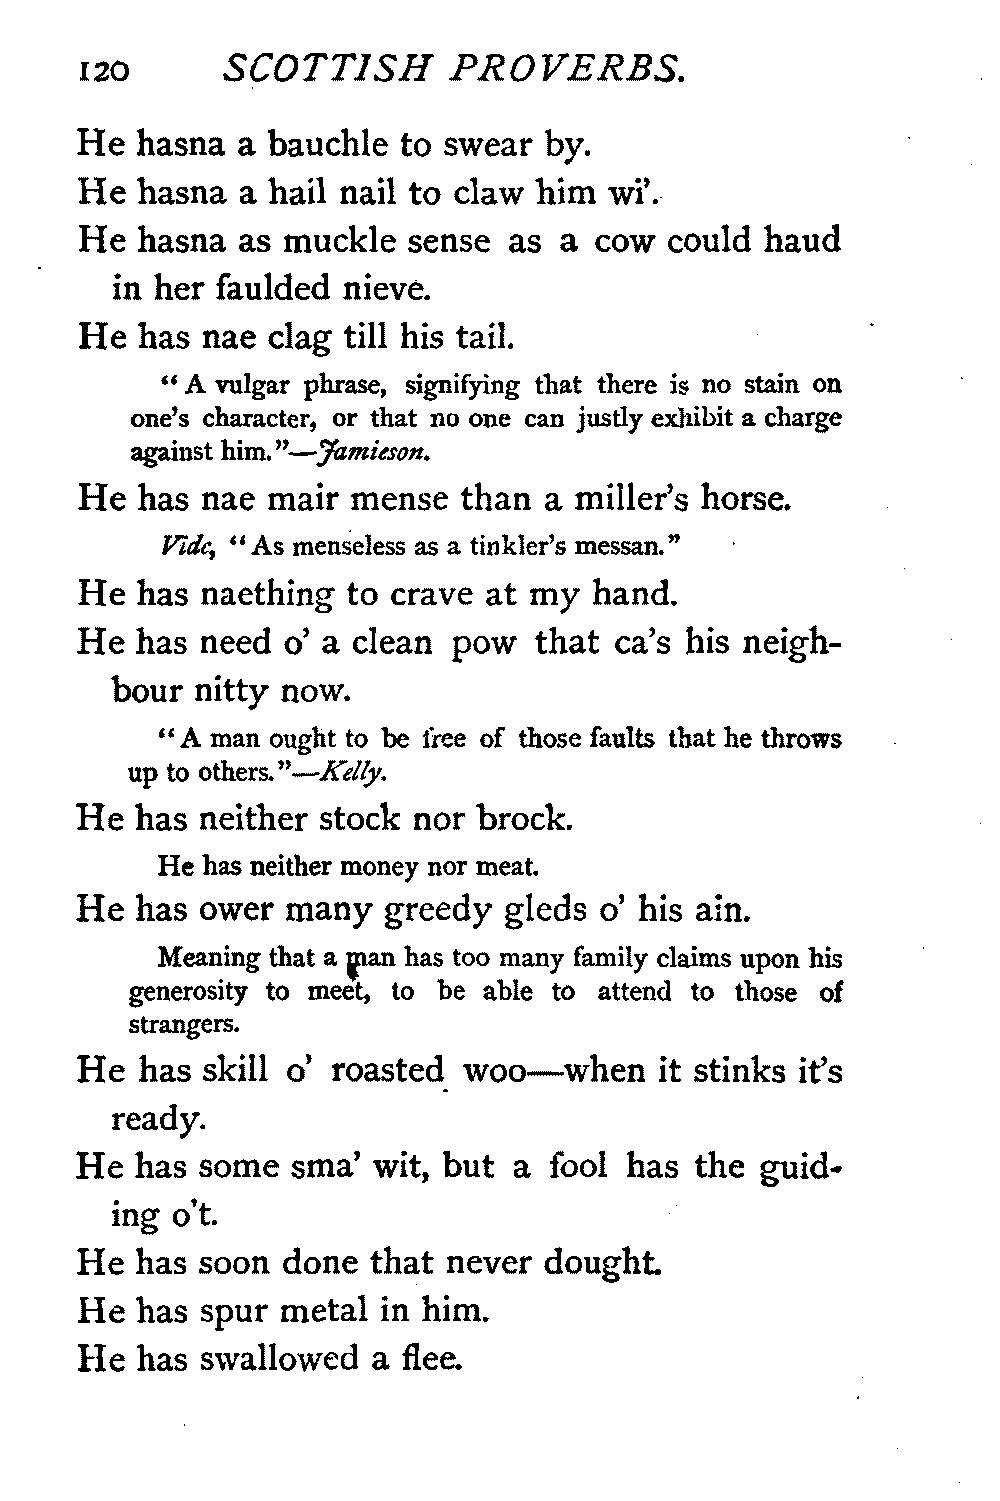 120 SCOTTISH PROVERBS.
He hasna a bauchle to swear by.
He hasna a hail nail to claw him wi'.
He hasna as muckle sense as a cow could haud
in her faulded nieve.
He has nae clag till his tail.
“A vulgar phrase, signifying that there is no stain on
one's character, or that no one can justly exhibit a charge
against him.”—Jamieson.
He has nae mair mense than a miller's horse.
Vide, “As menseless as a tinkler's messan.”
He has naething to crave at my hand.
He has need o' a clean pow that ca's his neigh-
bour nitty now.
“A man ought to be free of those faults that he throws
up to others.”—Kelly.
He has neither stock nor brock.
He has neither money nor meat.
He has ower many greedy gleds o' his ain.
Meaning that a man has too many family claims upon his
generosity to meet, to be able to attend to those of
strangers.
He has skill o' roasted woo—when it stinks it's
ready.
He has some sma' wit, but a fool has the guid-
ing o't.
He has soon done that never dought.
He has spur metal in him.
He has swallowed a flee.